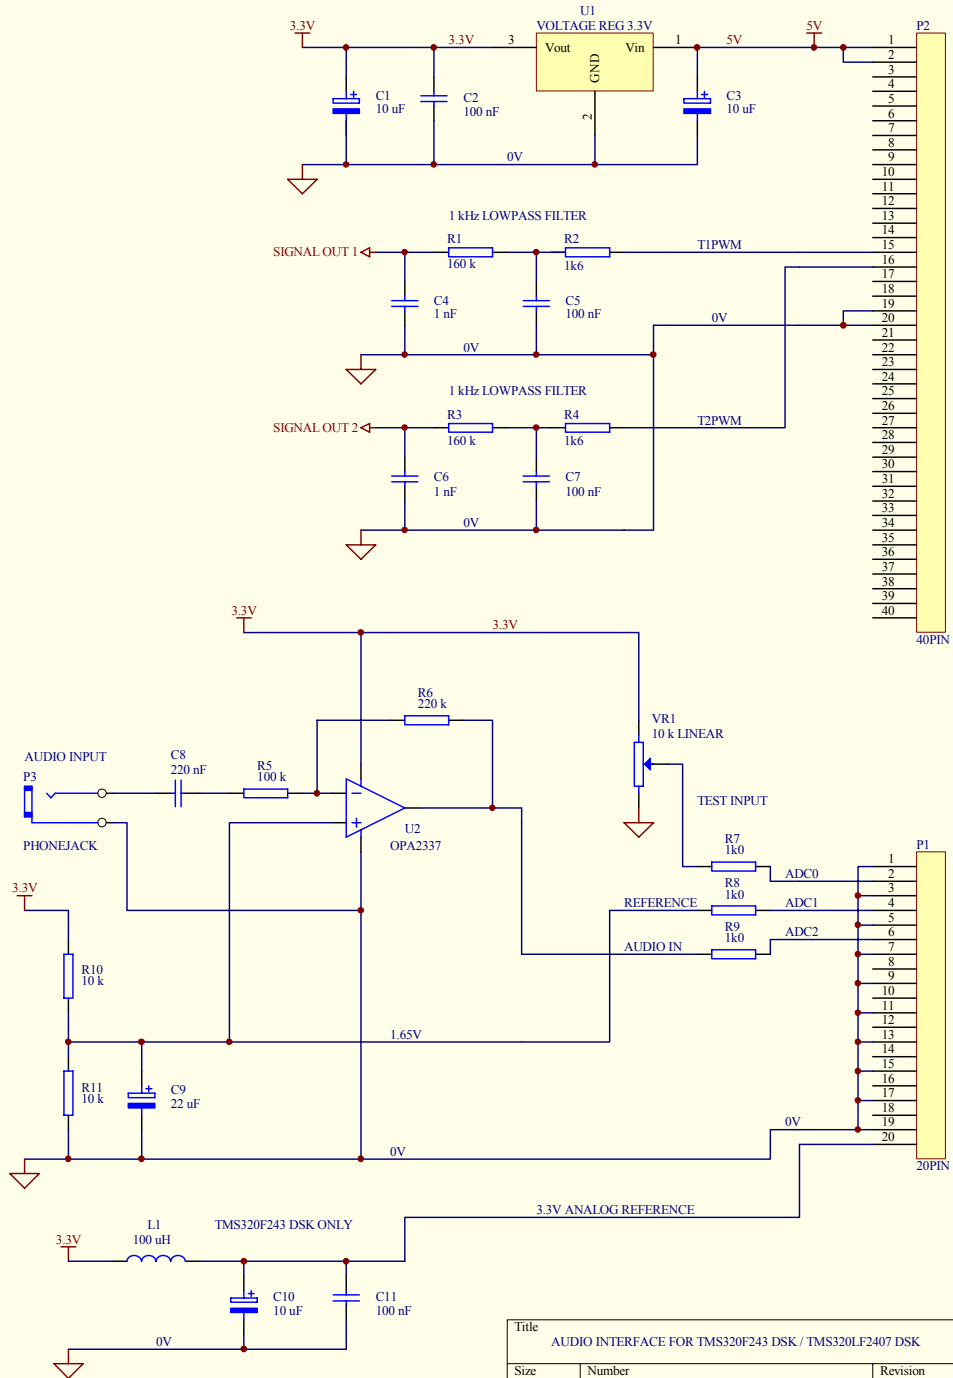 U1
VOLTAGE REG 3.3V
P2
3.3V
3.3V
3
Vout
Vin
GND
2
1
5V
5V
C1
10 uF
C2
100 nF
C3
10 uF
0V
1
2
3
4
5
6
7
8
9
10
11
12
13
14
15
16
17
18
19
20
21
22
23
24
25
26
27
28
29
30
31
32
33
34
35
36
37
38
39
40
40PIN
1 kHz LOWPASS FILTER
SIGNAL OUT 1
R1
160 k
R2
1k6
T1PWM
C4
1 nF
C5
100 nF
0V
0V
1 kHz LOWPASS FILTER
SIGNAL OUT 2
R3
160 k
R4
1k6
T2PWM
C6
1 nF
C7
100 nF
0V
3.3V
3.3V
R6
220 k
VR1
10 k LINEAR
AUDIO INPUT
P3
PHONEJACK
C8
220 nF
R5
100 k
U2
OPA2337
TEST INPUT
R7
1k0
ADC0
REFERENCE
R8
1k0
ADC1
AUDIO IN
R9
1k0
ADC2
P1
1
2
3
4
5
6
7
8
9
10
11
12
13
14
15
16
17
18
19
20
20PIN
3.3V
R10
10 k
1.65V
R11
10 k
C9
22 uF
0V
0V
3.3V ANALOG REFERENCE
L1
100 uH
TMS320F243 DSK ONLY
3.3V
C10
10 uF
C11
100 nF
0V
Title
AUDIO INTERFACE FOR TMS320F243 DSK / TMS320LF2407 DSK
Size
Number
Revision